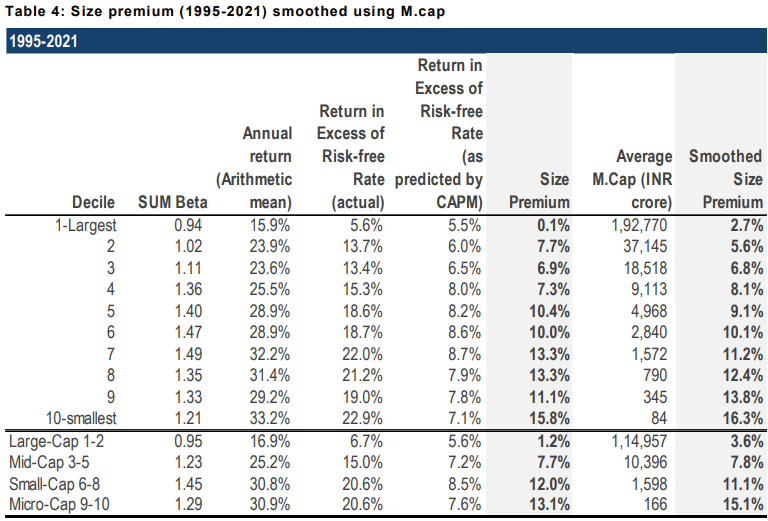 Table 4: Size premium (1995-2021) smoothed using M.cap
1995-2021
Decile SUM Beta Annual return (Arithmetic mean) Return in Excess of Risk-free Rate (actual) Return in Excess of Risk-free Rate (as predicted by CAPM) Size Premium Average M.Cap (INR crore) Smoothed Size Premium
1-Largest 0.94 15.9% 5.6% 5.5% 0.1% 1,92,770 2.7%
2 1.02 23.9% 13.7% 6.0% 7.7% 37,145 5.6%
3 1.11 23.6% 13.4% 6.5% 6.9% 18,518 6.8%
4 1.36 25.5% 15.3% 8.0% 7.3% 9,113 8.1%
5 1.40 28.9% 18.6% 8.2% 10.4% 4,968 9.1%
6 1.47 28.9% 18.7% 8.6% 10.0% 2,840 10.1%
7 1.49 32.2% 22.0% 8.7% 13.3% 1,572 11.2%
8 1.35 31.4% 21.2% 7.9% 13.3% 790 12.4%
9 1.33 29.2% 19.0% 7.8% 11.1% 345 13.8%
10-smallest 1.21 33.2% 22.9% 7.1% 15.8% 84 16.3%
Large-Cap 1-2 0.95 16.9% 6.7% 5.6% 1.2% 1,14,957 3.6%
Mid-Cap 3-5 1.23 25.2% 15.0% 7.2% 7.7% 10,396 7.8%
Small-Cap 6-8 1.45 30.8% 20.6% 8.5% 12.0% 1,598 11.1%
Micro-Cap 9-10 1.29 30.9% 20.6% 7.6% 13.1% 166 15.1%